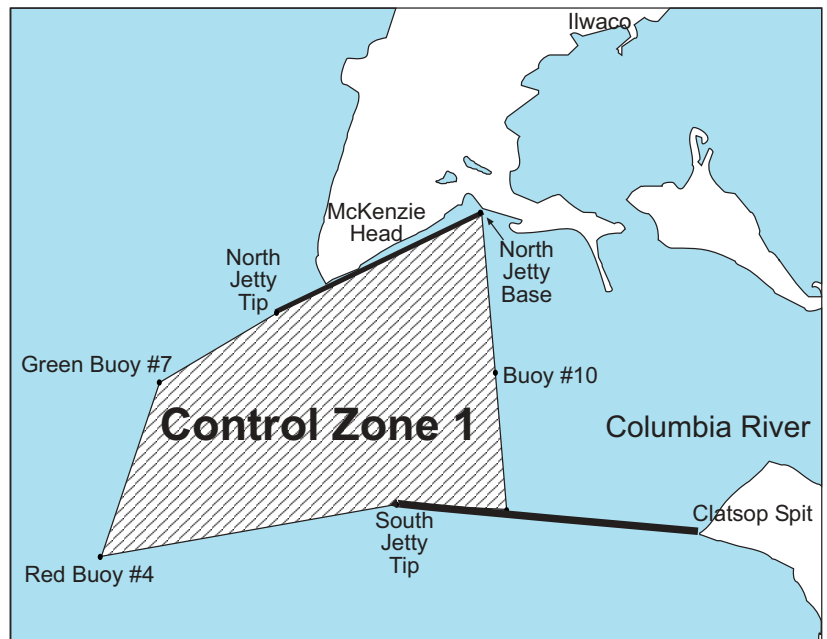 Ilwaco
McKenzie
Head
North
Jetty
Tip
North
Jetty
Base
Green Buoy #7
Buoy #10
Control Zone 1
Columbia River
South
Jetty
Tip
Clatsop Spit
Red Buoy #4